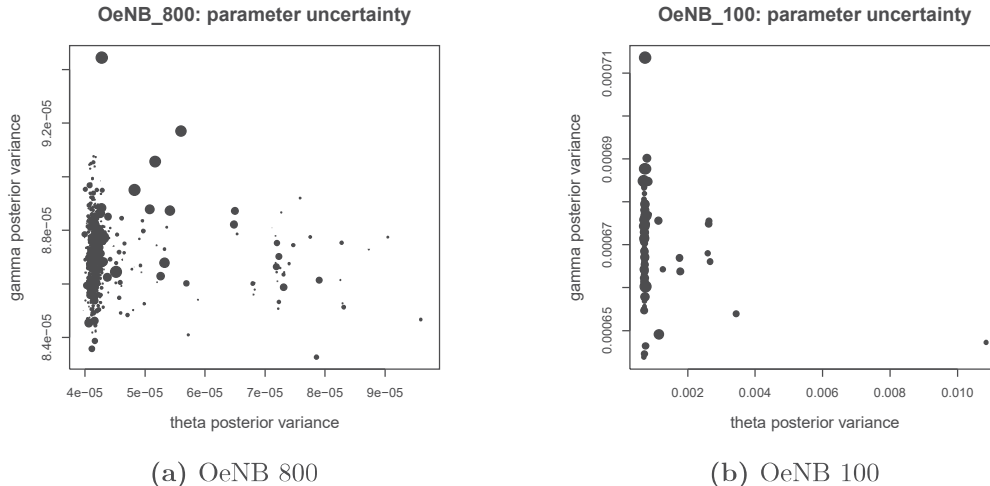 OeNB_800: parameter uncertainty
gamma posterior variance
8.4e−05 8.8e−05 9.2e−05
4e−05 5e−05 6e−05 7e−05 8e−05 9e−05
theta posterior variance
(a) OeNB 800
OeNB_100: parameter uncertainty
gamma posterior variance
0.00065 0.00067 0.00069 0.00071
0.002 0.004 0.006 0.008 0.010
theta posterior variance
(b) OeNB 100